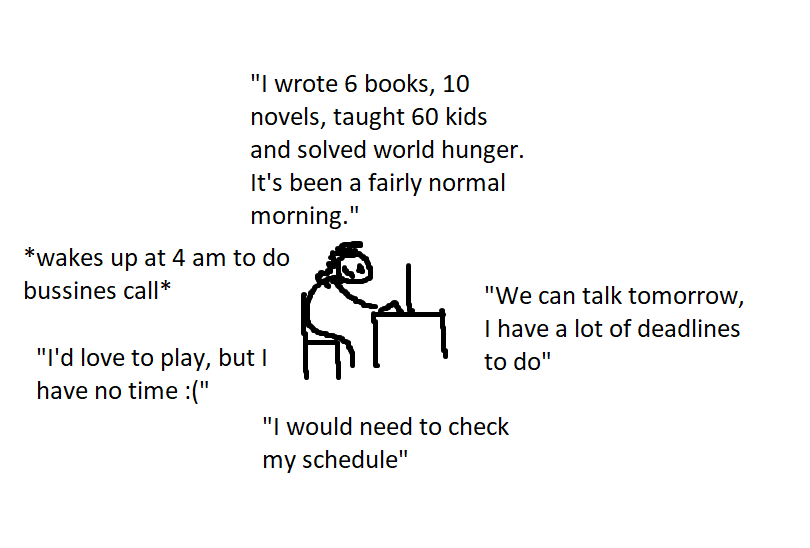 "I wrote 6 books, 10
novels, taught 60 kids
and solved world hunger.
It's been a fairly normal
morning."
*wakes up at 4 am to do
bussines call*
"We can talk tomorrow,
I have a lot of deadlines
to do"
"I'd love to play, but I
have no time :("
"I would need to check
my schedule"